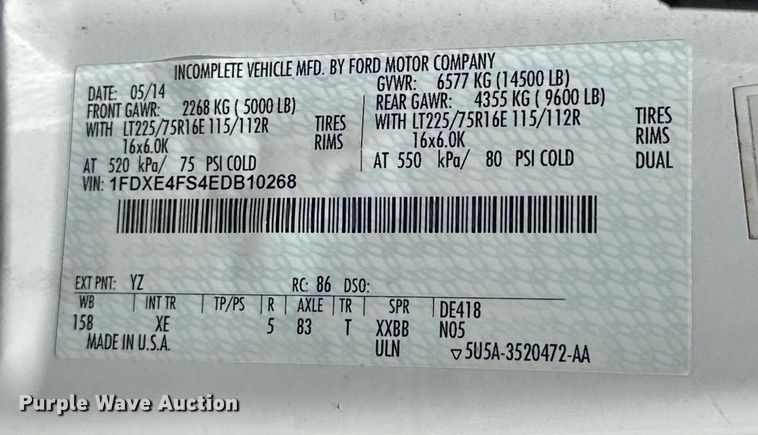 INCOMPLETE VEHICLE MFD. BY FORD MOTOR COMPANY
DATE: 05/14 GVWR: 6577 KG (14500 LB)
FRONT GAWR: 2268 KG ( 5000 LB) REAR GAWR: 4355 KG ( 9600 LB)
WITH LT225/75R16E 115/112R TIRES WITH LT225/75R16E 115/112R TIRES
16x6.0K RIMS 16x6.0K RIMS
AT 520 kPa/ 75 PSI COLD AT 550 kPa/ 80 PSI COLD DUAL
VIN: 1FDXE4FS4EDB10268
EXT PNT: YZ RC: 86 DSO:
WB INT TR TP/PS R AXLE TR SPR DE418
158 XE 5 83 T XXBB N05
MADE IN U.S.A. ULN ▽5U5A-3520472-AA
Purple Wave Auction